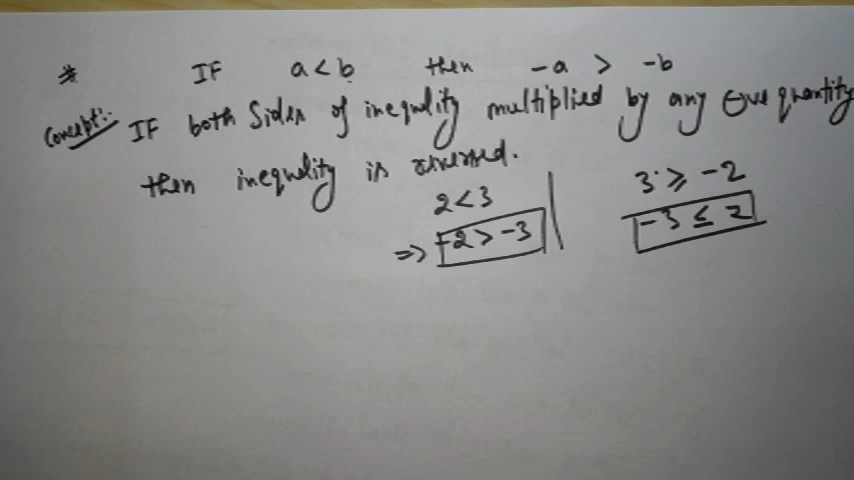 * IF a < b then -a > -b
Concept:- IF both Sides of inequality multiplied by any ⊖ve quantity
then inequality is reversed.
2 < 3 3 ≥ -2
⇒ -2 > -3 -3 ≤ 2